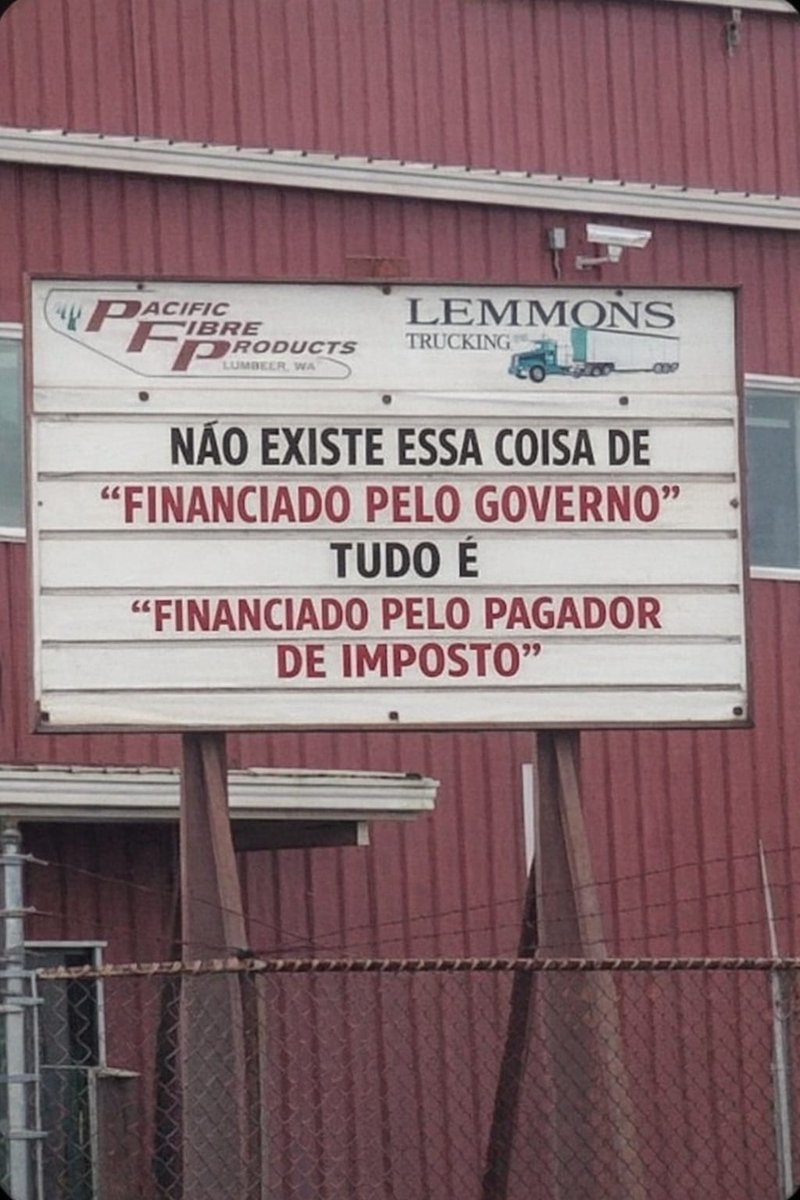 PACIFIC
FIBRE
PRODUCTS
LUMBEER, WA
LEMMONS
TRUCKING
NÃO EXISTE ESSA COISA DE
“FINANCIADO PELO GOVERNO”
TUDO É
“FINANCIADO PELO PAGADOR
DE IMPOSTO”